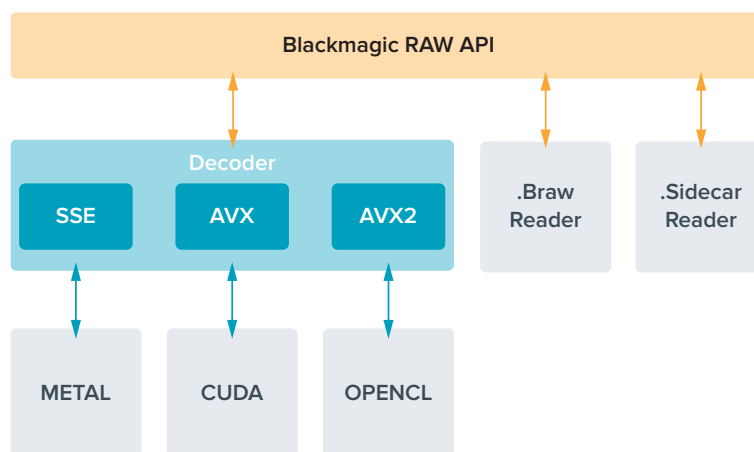 Blackmagic RAW API
Decoder
SSE
AVX
AVX2
.Braw
Reader
.Sidecar
Reader
METAL
CUDA
OPENCL